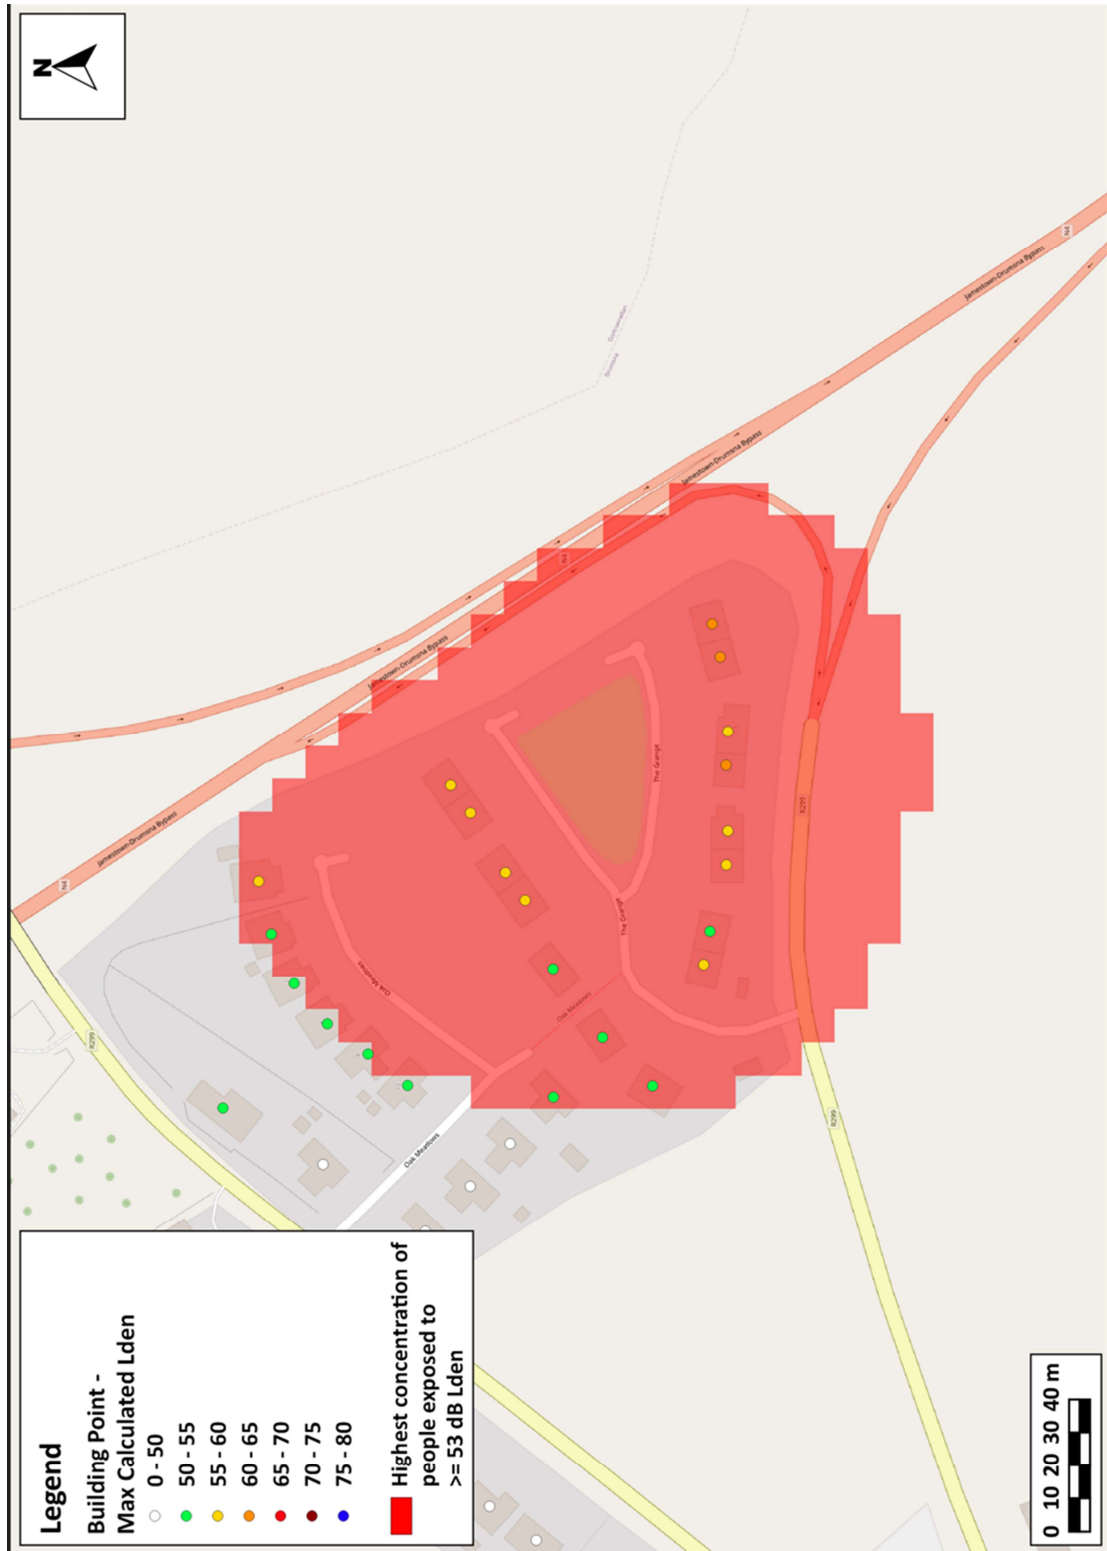 N
Legend
Building Point -
Max Calculated Lden
0 - 50
50 - 55
55 - 60
60 - 65
65 - 70
70 - 75
75 - 80
Highest concentration of
people exposed to
>= 53 dB Lden
0 10 20 30 40 m
N4
Jamestown-Drumsna Bypass
Jamestown-Drumsna Bypass
N4
Jamestown-Drumsna Bypass
Jamestown-Drumsna Bypass
N4
Drumsna
R299
R299
R299
Oak Meadows
Oak Meadows
Oak Meadows
The Grange
The Grange